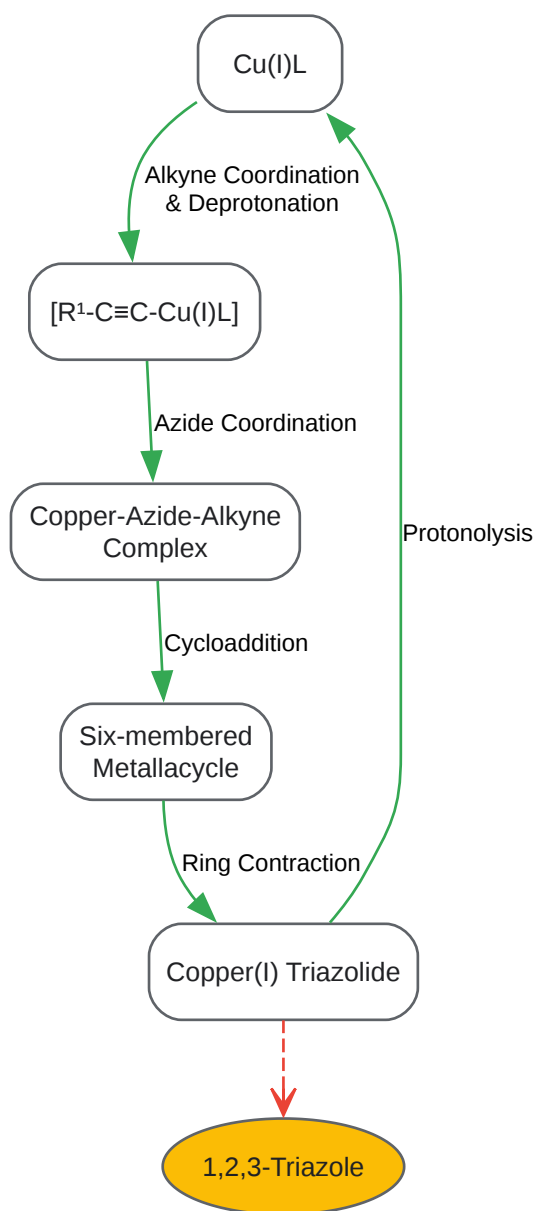 Cu(I)L
Alkyne Coordination
& Deprotonation
[R¹-C≡C-Cu(I)L]
Azide Coordination
Copper-Azide-Alkyne
Complex
Protonolysis
Cycloaddition
Six-membered
Metallacycle
Ring Contraction
Copper(I) Triazolide
1,2,3-Triazole